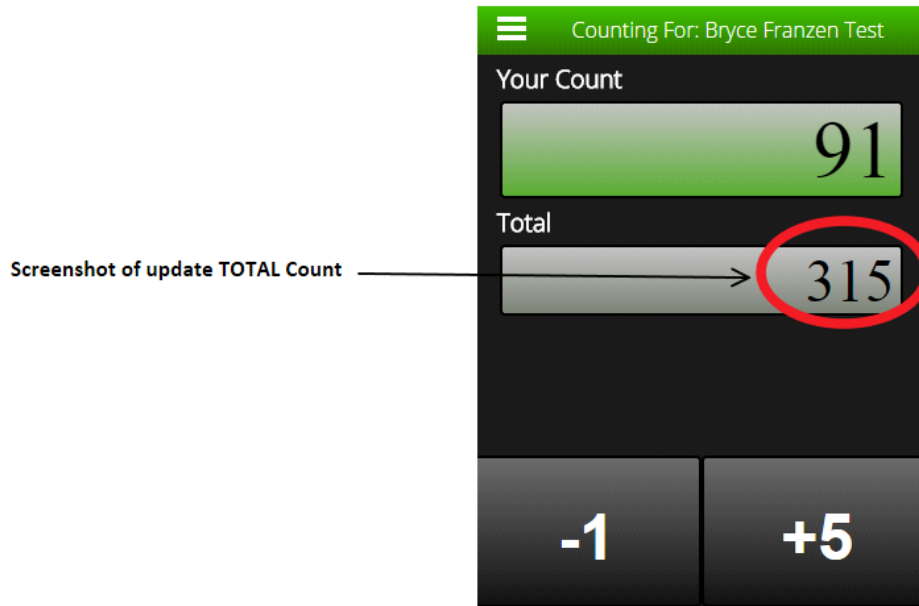 Counting For: Bryce Franzen Test
Your Count
91
Total
Screenshot of update TOTAL Count
315
-1
+5